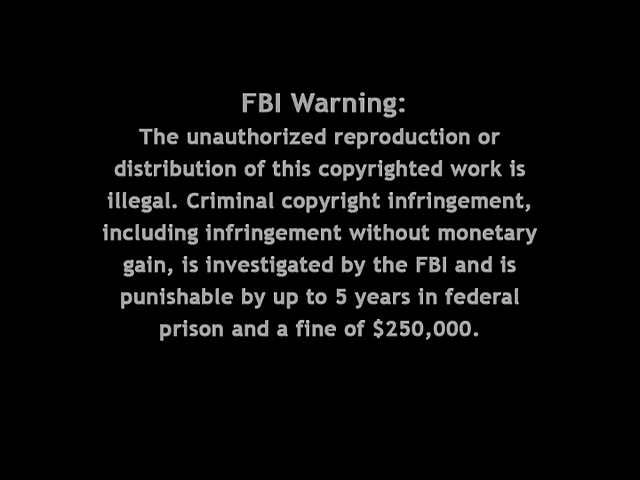 FBI Warning:
The unauthorized reproduction or
distribution of this copyrighted work is
illegal. Criminal copyright infringement,
including infringement without monetary
gain, is investigated by the FBI and is
punishable by up to 5 years in federal
prison and a fine of $250,000.